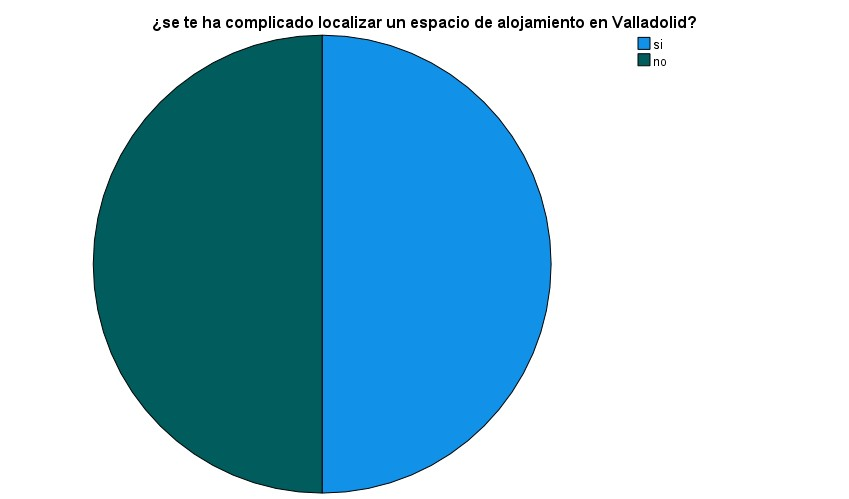 ¿se te ha complicado localizar un espacio de alojamiento en Valladolid?
si
no